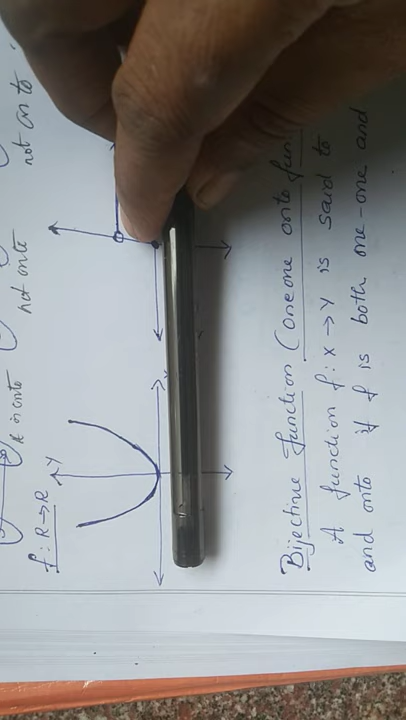 is onto
not onto
not onto
f: R→R
Y
Bijective function (one one onto fun
A function f: X→Y is said to
and onto if f is both one-one and